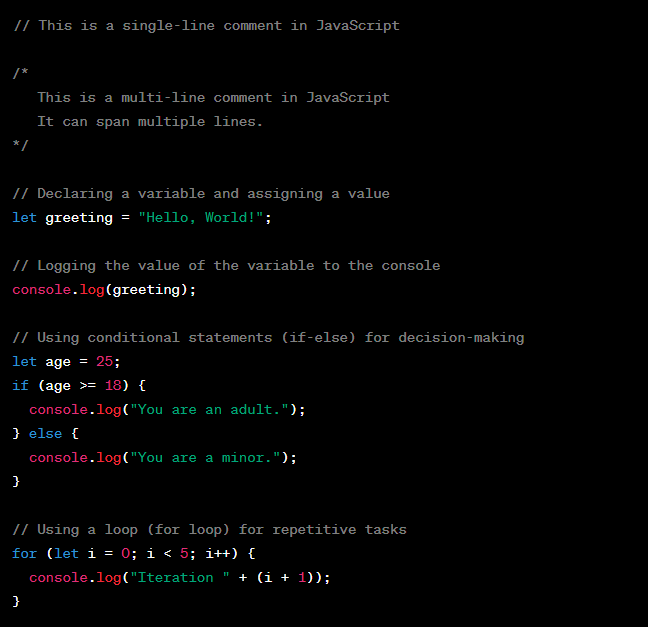 // This is a single-line comment in JavaScript
/*
   This is a multi-line comment in JavaScript
   It can span multiple lines.
*/
// Declaring a variable and assigning a value
let greeting = "Hello, World!";
// Logging the value of the variable to the console
console.log(greeting);
// Using conditional statements (if-else) for decision-making
let age = 25;
if (age >= 18) {
  console.log("You are an adult.");
} else {
  console.log("You are a minor.");
}
// Using a loop (for loop) for repetitive tasks
for (let i = 0; i < 5; i++) {
  console.log("Iteration " + (i + 1));
}